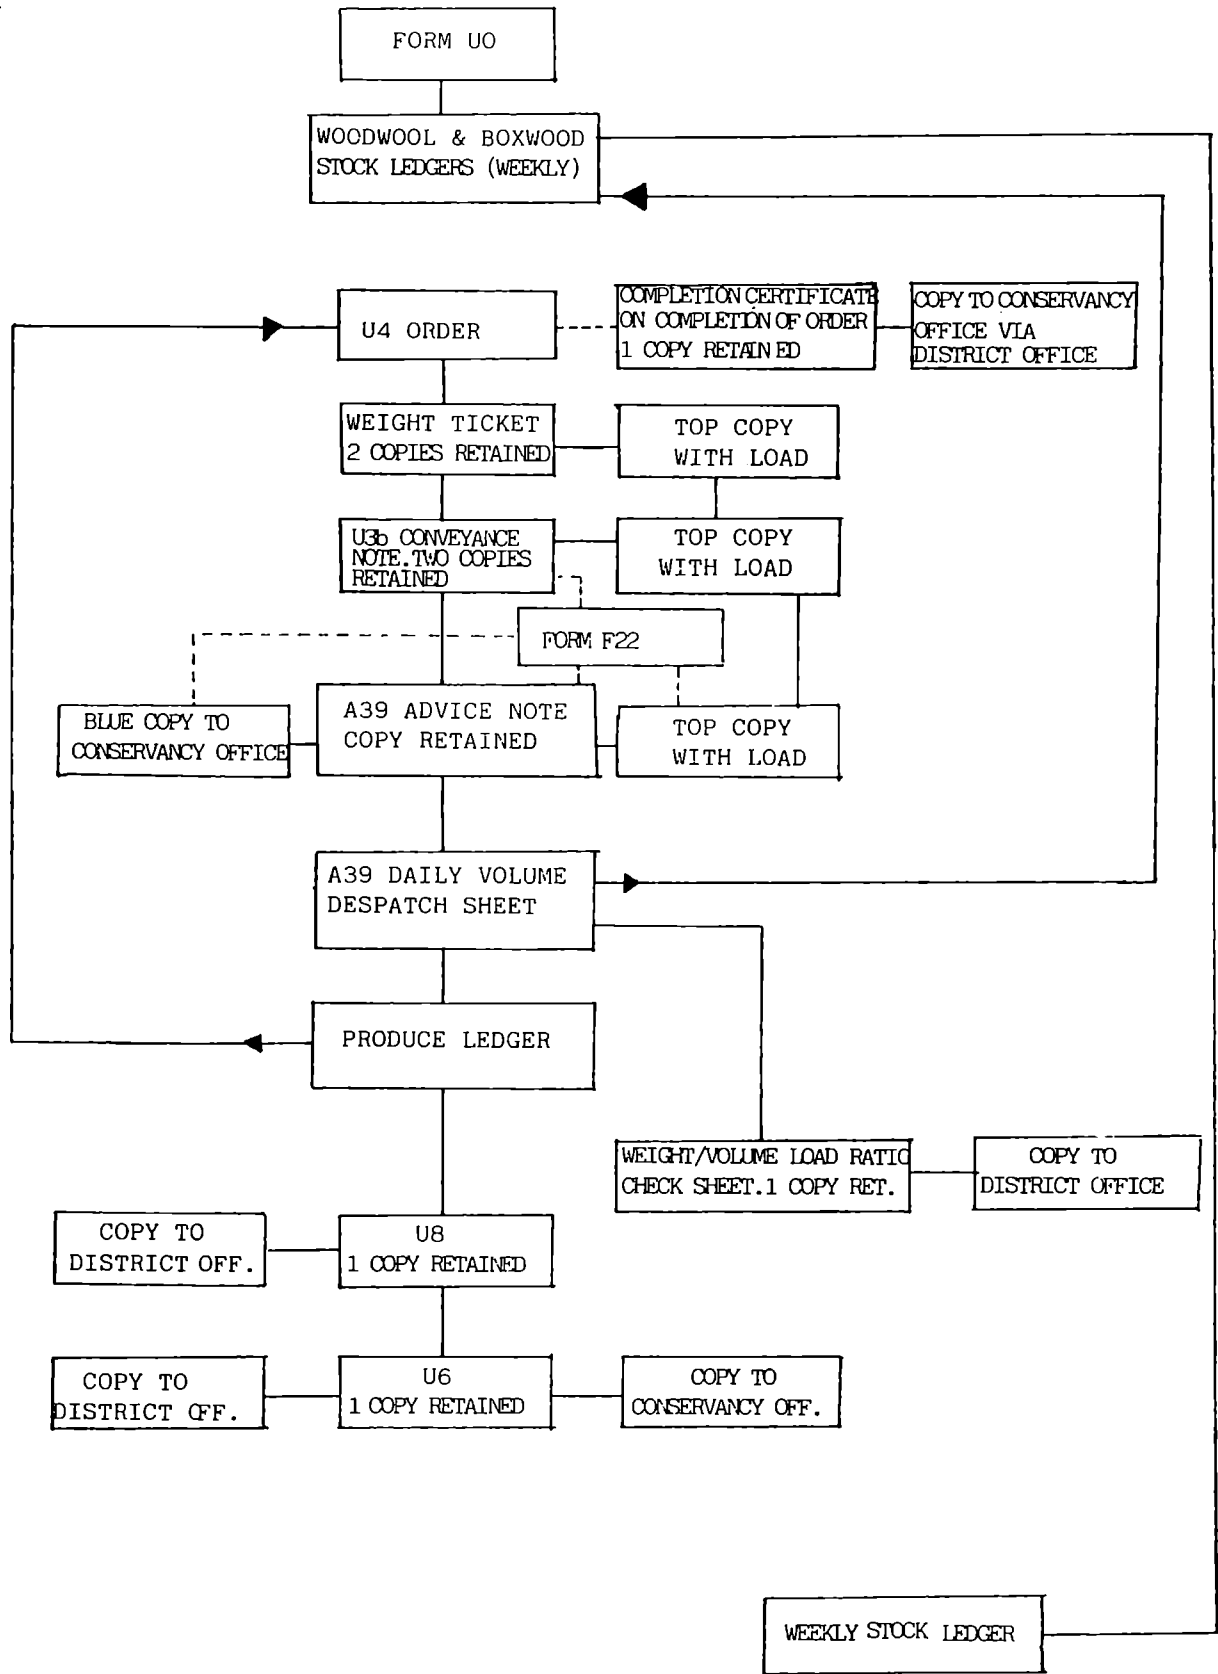 FORM UO
WOODWOOL & BOXWOOD
STOCK LEDGERS (WEEKLY)
U4 ORDER
COMPLETION CERTIFICATE
ON COMPLETION OF ORDER
1 COPY RETAINED
COPY TO CONSERVANCY
OFFICE VIA
DISTRICT OFFICE
WEIGHT TICKET
2 COPIES RETAINED
TOP COPY
WITH LOAD
U3b CONVEYANCE
NOTE.TWO COPIES
RETAINED
TOP COPY
WITH LOAD
FORM F22
BLUE COPY TO
CONSERVANCY OFFICE
A39 ADVICE NOTE
COPY RETAINED
TOP COPY
WITH LOAD
A39 DAILY VOLUME
DESPATCH SHEET
PRODUCE LEDGER
WEIGHT/VOLUME LOAD RATIO
CHECK SHEET.1 COPY RET.
COPY TO
DISTRICT OFFICE
COPY TO
DISTRICT OFF.
U8
1 COPY RETAINED
COPY TO
DISTRICT OFF.
U6
1 COPY RETAINED
COPY TO
CONSERVANCY OFF.
WEEKLY STOCK LEDGER